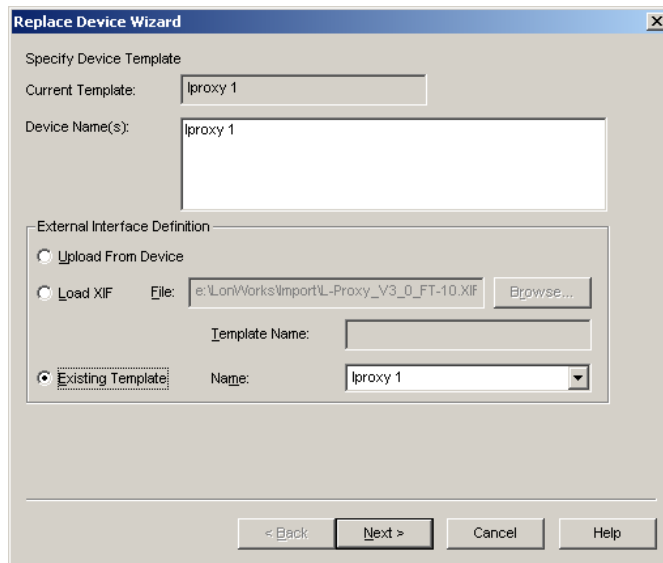 Replace Device Wizard
Specify Device Template
Current Template: lproxy 1
Device Name(s): lproxy 1
External Interface Definition
Upload From Device
Load XIF File: e:\LonWorks\Import\L-Proxy_V3_0_FT-10.XIF Browse...
Template Name:
Existing Template Name: lproxy 1
< Back Next > Cancel Help